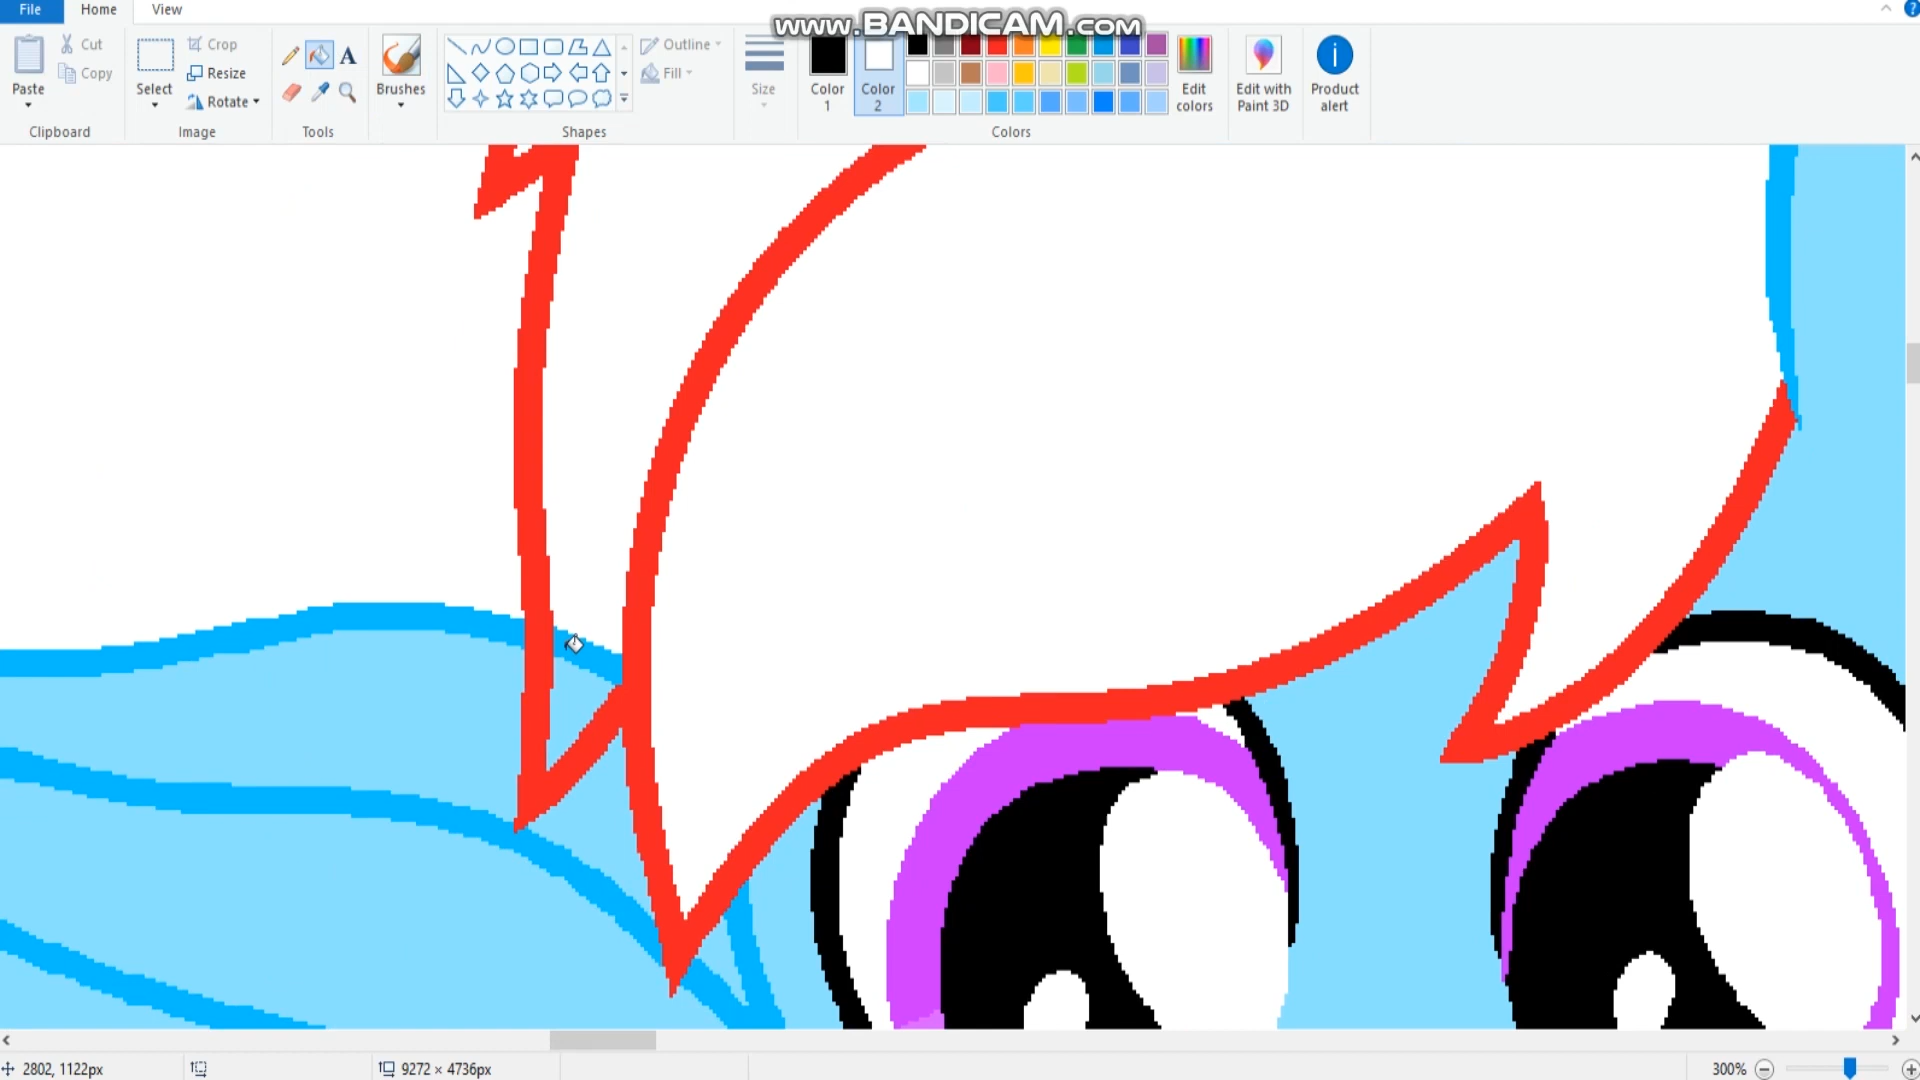 File Home View
www.BANDICAM.com
Paste
Cut
Copy
Clipboard
Select
Crop
Resize
Rotate
Image
A
Tools
Brushes
Outline
Fill
Shapes
Size
Color 1
Color 2
Edit colors
Colors
Edit with Paint 3D
Product alert
2802, 1122px
9272 × 4736px
300%